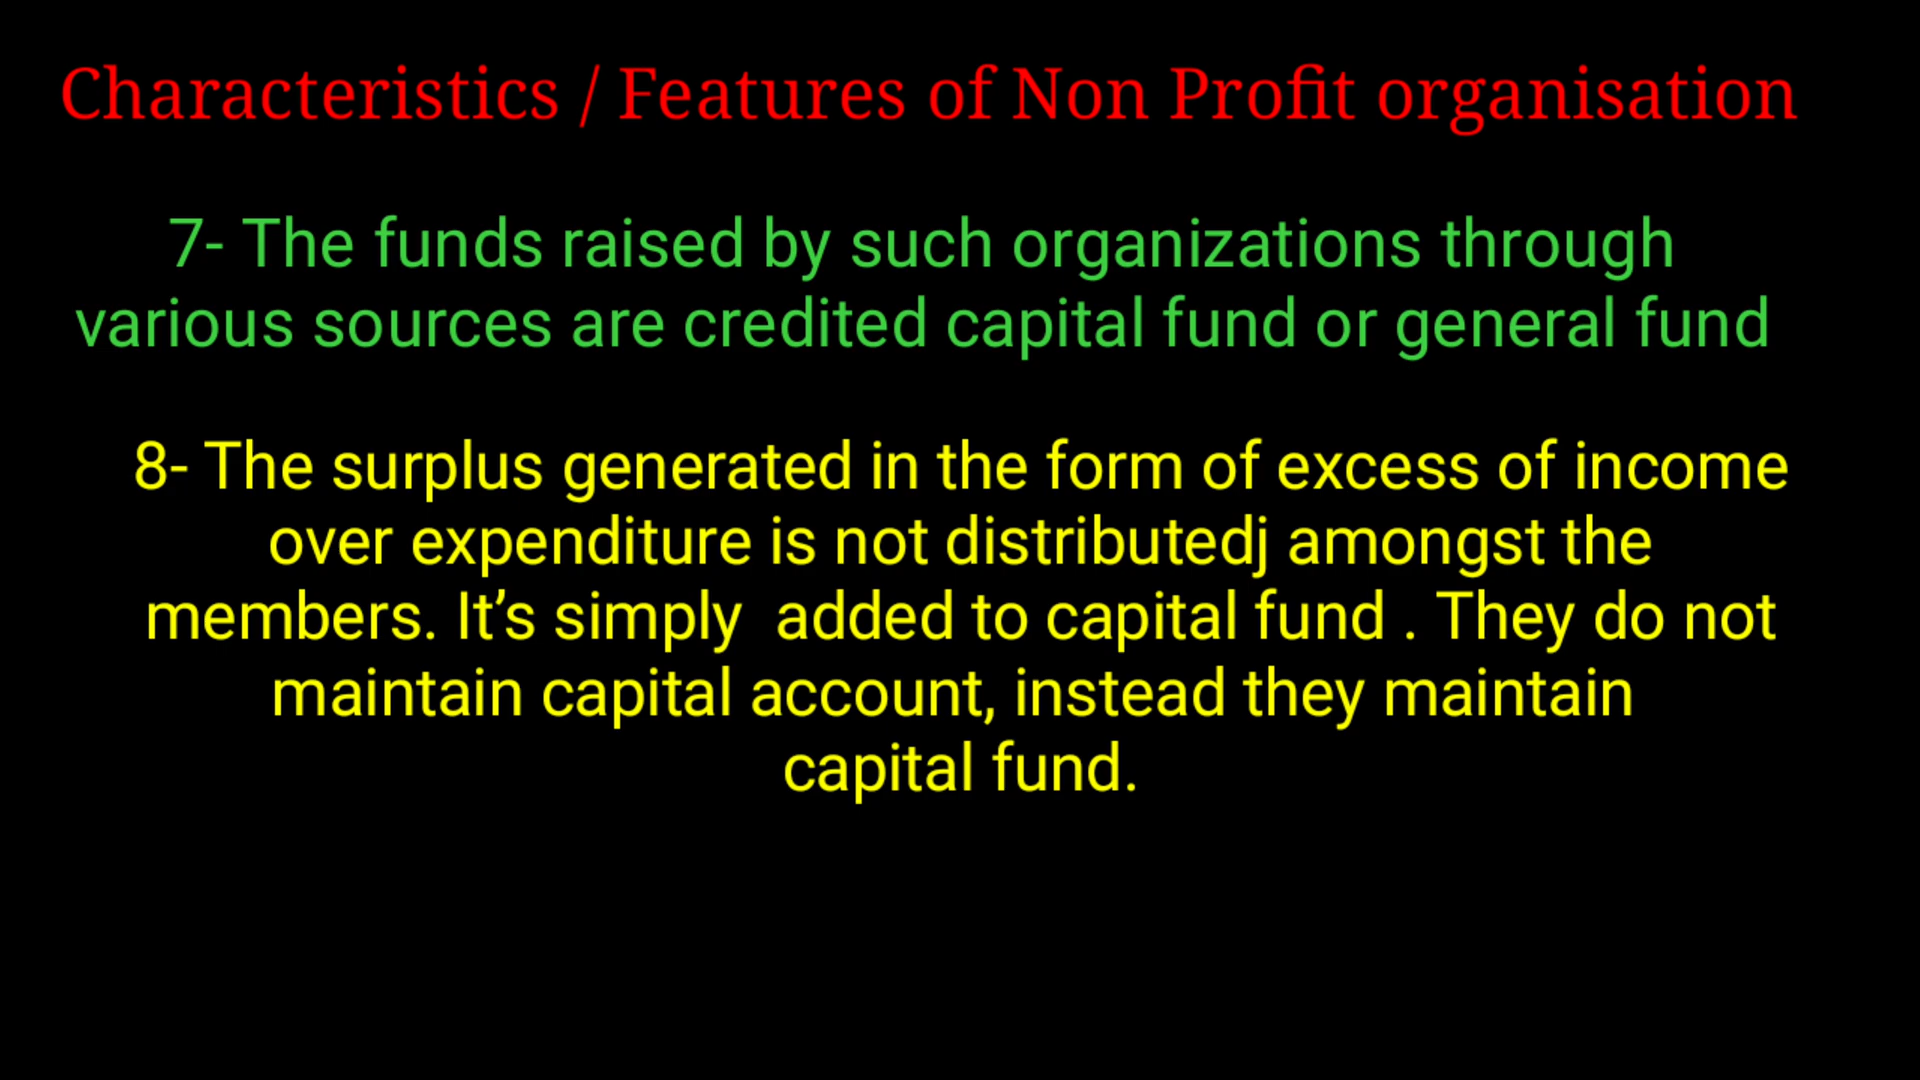 Characteristics / Features of Non Profit organisation
7- The funds raised by such organizations through
various sources are credited capital fund or general fund
8- The surplus generated in the form of excess of income
over expenditure is not distributedj amongst the
members. It’s simply  added to capital fund . They do not
maintain capital account, instead they maintain
capital fund.